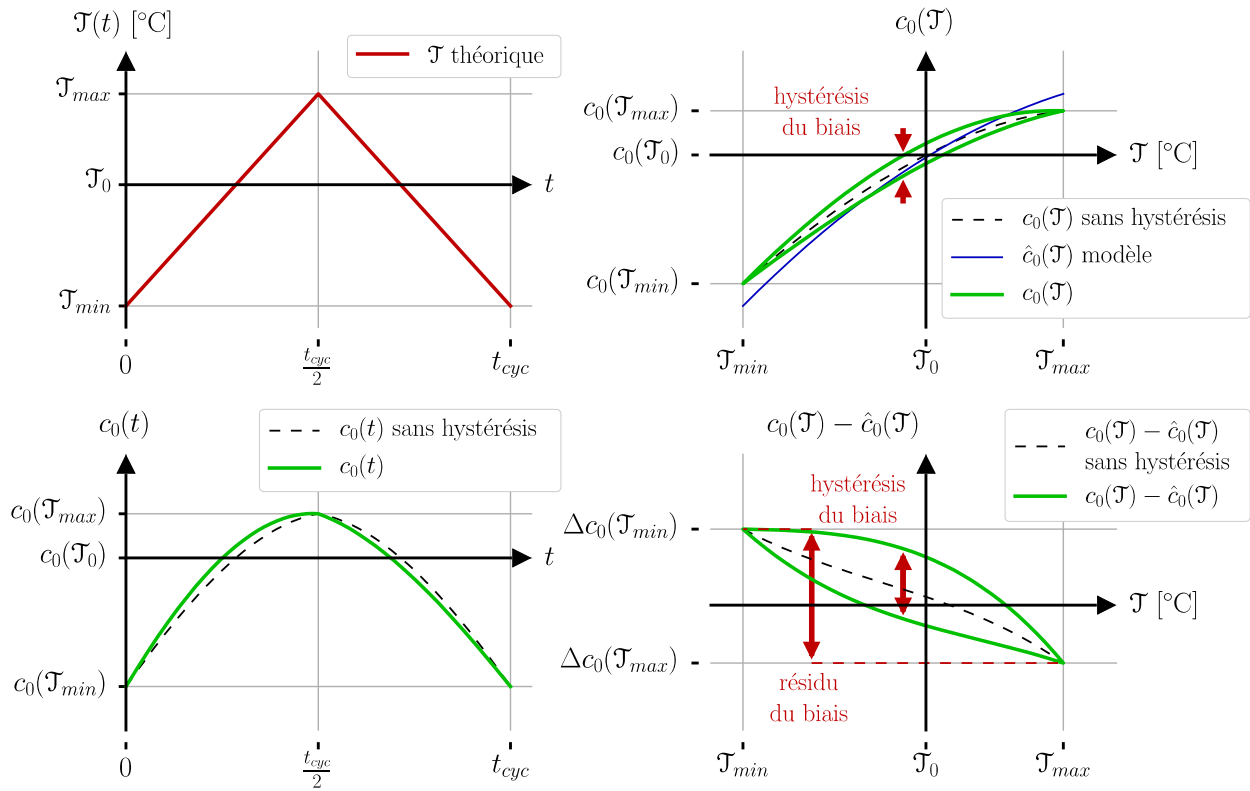 𝒯(t) [°C]
𝒯 théorique
𝒯max
𝒯0
𝒯min
t
0
tcyc/2
tcyc
c0(𝒯)
hystérésis
du biais
c0(𝒯max)
c0(𝒯0)
c0(𝒯min)
𝒯 [°C]
c0(𝒯) sans hystérésis
ĉ0(𝒯) modèle
c0(𝒯)
𝒯min
𝒯0
𝒯max
c0(t)
c0(t) sans hystérésis
c0(t)
c0(𝒯max)
c0(𝒯0)
c0(𝒯min)
t
0
tcyc/2
tcyc
c0(𝒯) − ĉ0(𝒯)
c0(𝒯) − ĉ0(𝒯)
sans hystérésis
c0(𝒯) − ĉ0(𝒯)
hystérésis
du biais
Δc0(𝒯min)
𝒯 [°C]
Δc0(𝒯max)
résidu
du biais
𝒯min
𝒯0
𝒯max